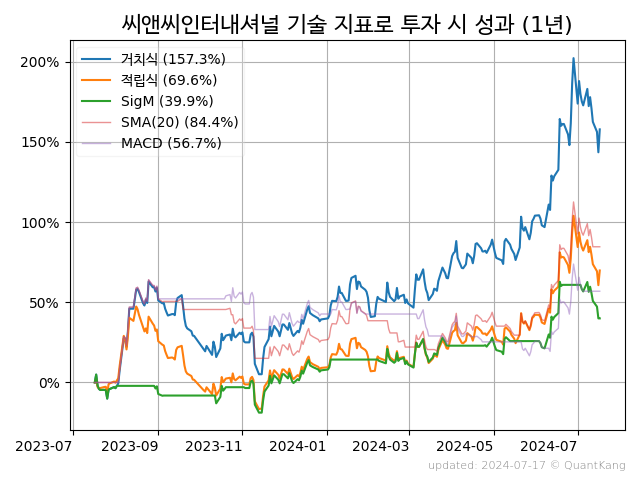 씨앤씨인터내셔널 기술 지표로 투자 시 성과 (1년)
거치식 (157.3%)
적립식 (69.6%)
SigM (39.9%)
SMA(20) (84.4%)
MACD (56.7%)
200%
150%
100%
50%
0%
2023-07 2023-09 2023-11 2024-01 2024-03 2024-05 2024-07
updated: 2024-07-17 © QuantKang